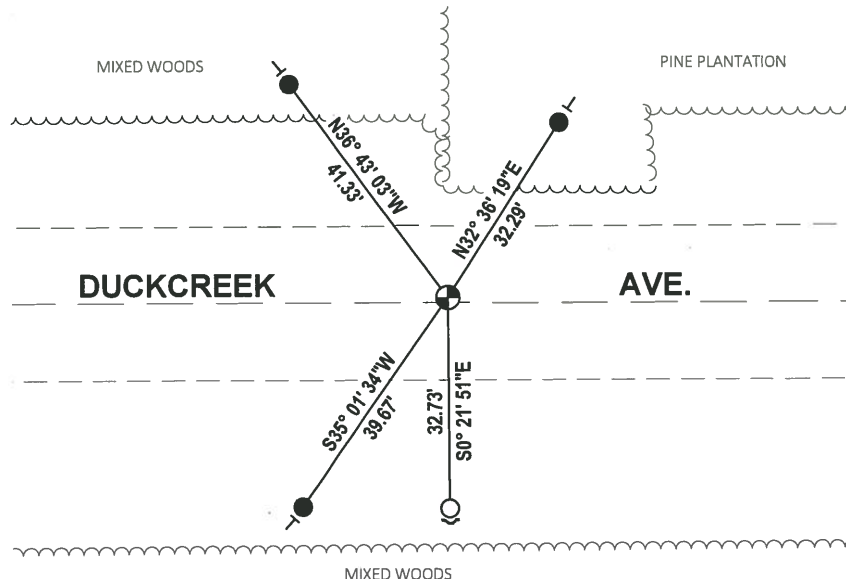 MIXED WOODS
PINE PLANTATION
N36° 43' 03"W
41.33'
N32° 36' 19"E
32.29'
DUCKCREEK AVE.
S35° 01' 34"W
39.67'
32.73'
S0° 21' 51"E
MIXED WOODS